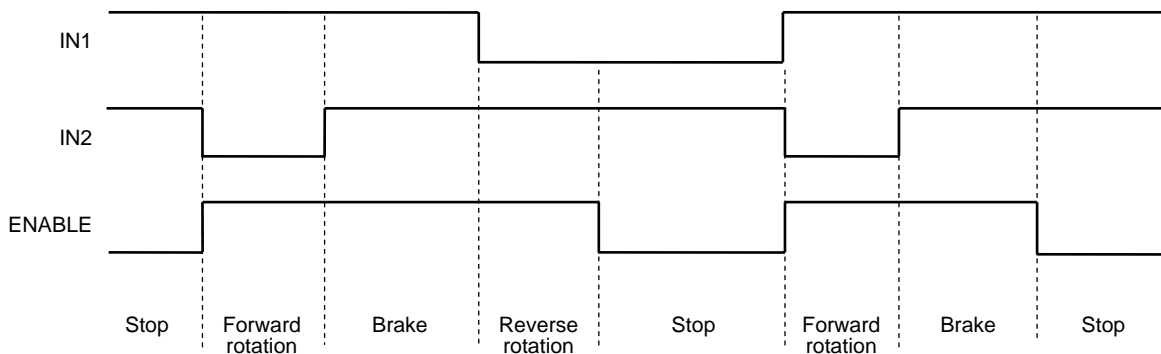 IN1
IN2
ENABLE
Stop
Forward
rotation
Brake
Reverse
rotation
Stop
Forward
rotation
Brake
Stop